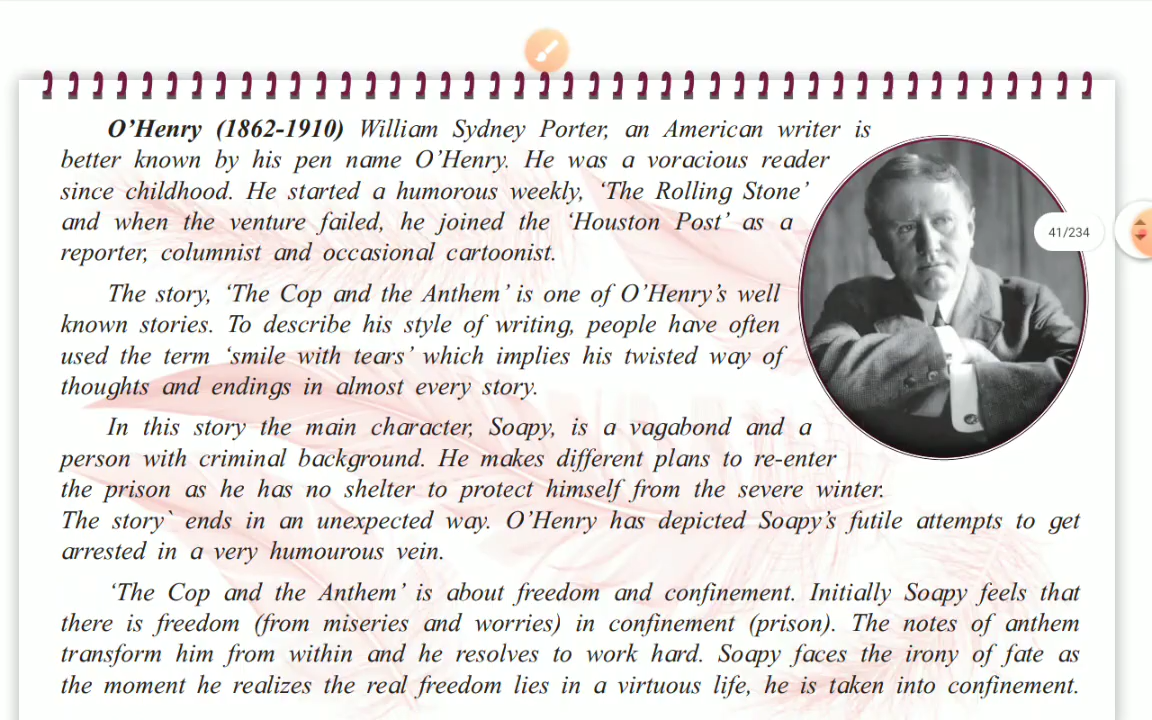 O'Henry (1862-1910) William Sydney Porter, an American writer is
better known by his pen name O'Henry. He was a voracious reader
since childhood. He started a humorous weekly, 'The Rolling Stone'
and when the venture failed, he joined the 'Houston Post' as a
reporter, columnist and occasional cartoonist.
41/234
The story, 'The Cop and the Anthem' is one of O'Henry's well
known stories. To describe his style of writing, people have often
used the term 'smile with tears' which implies his twisted way of
thoughts and endings in almost every story.
In this story the main character, Soapy, is a vagabond and a
person with criminal background. He makes different plans to re-enter
the prison as he has no shelter to protect himself from the severe winter.
The story` ends in an unexpected way. O'Henry has depicted Soapy's futile attempts to get
arrested in a very humourous vein.
'The Cop and the Anthem' is about freedom and confinement. Initially Soapy feels that
there is freedom (from miseries and worries) in confinement (prison). The notes of anthem
transform him from within and he resolves to work hard. Soapy faces the irony of fate as
the moment he realizes the real freedom lies in a virtuous life, he is taken into confinement.